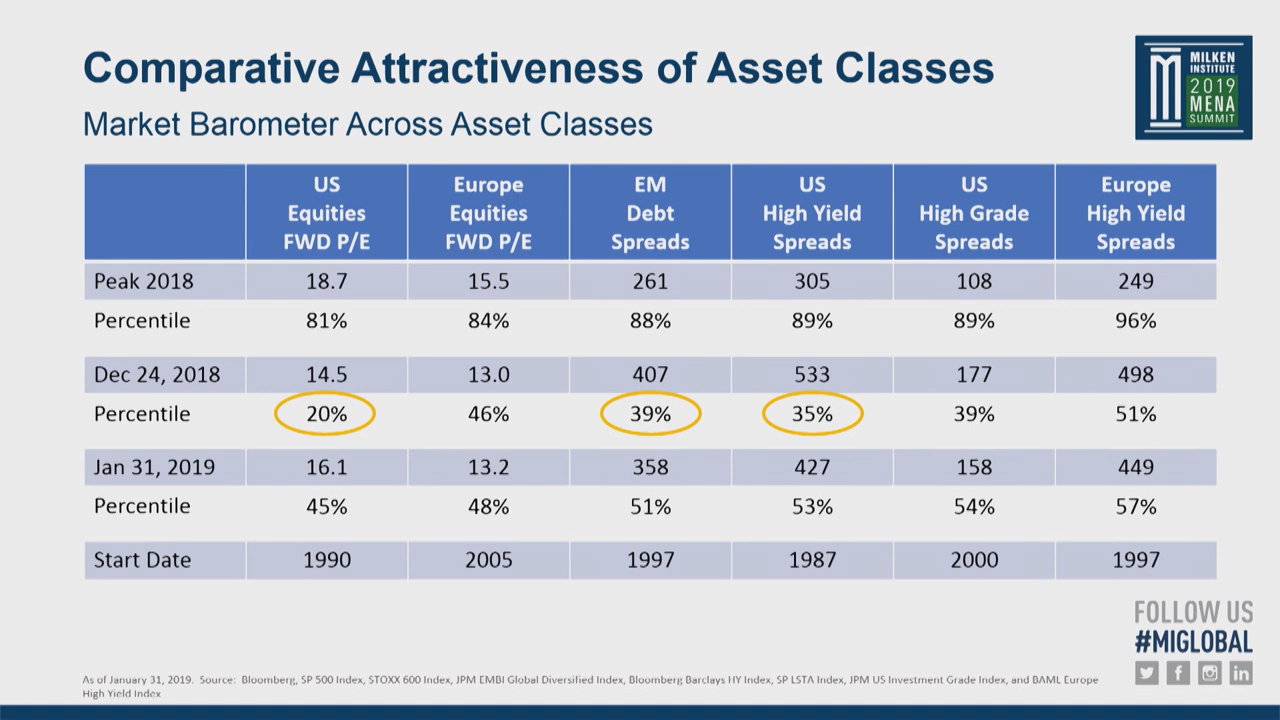 Comparative Attractiveness of Asset Classes
Market Barometer Across Asset Classes
MILKEN
INSTITUTE
2019
MENA
SUMMIT
US Equities FWD P/E Europe Equities FWD P/E EM Debt Spreads US High Yield Spreads US High Grade Spreads Europe High Yield Spreads
Peak 2018 18.7 15.5 261 305 108 249
Percentile 81% 84% 88% 89% 89% 96%
Dec 24, 2018 14.5 13.0 407 533 177 498
Percentile 20% 46% 39% 35% 39% 51%
Jan 31, 2019 16.1 13.2 358 427 158 449
Percentile 45% 48% 51% 53% 54% 57%
Start Date 1990 2005 1997 1987 2000 1997
FOLLOW US
#MIGLOBAL
As of January 31, 2019. Source: Bloomberg, SP 500 Index, STOXX 600 Index, JPM EMBI Global Diversified Index, Bloomberg Barclays HY Index, SP LSTA Index, JPM US Investment Grade Index, and BAML Europe
High Yield Index